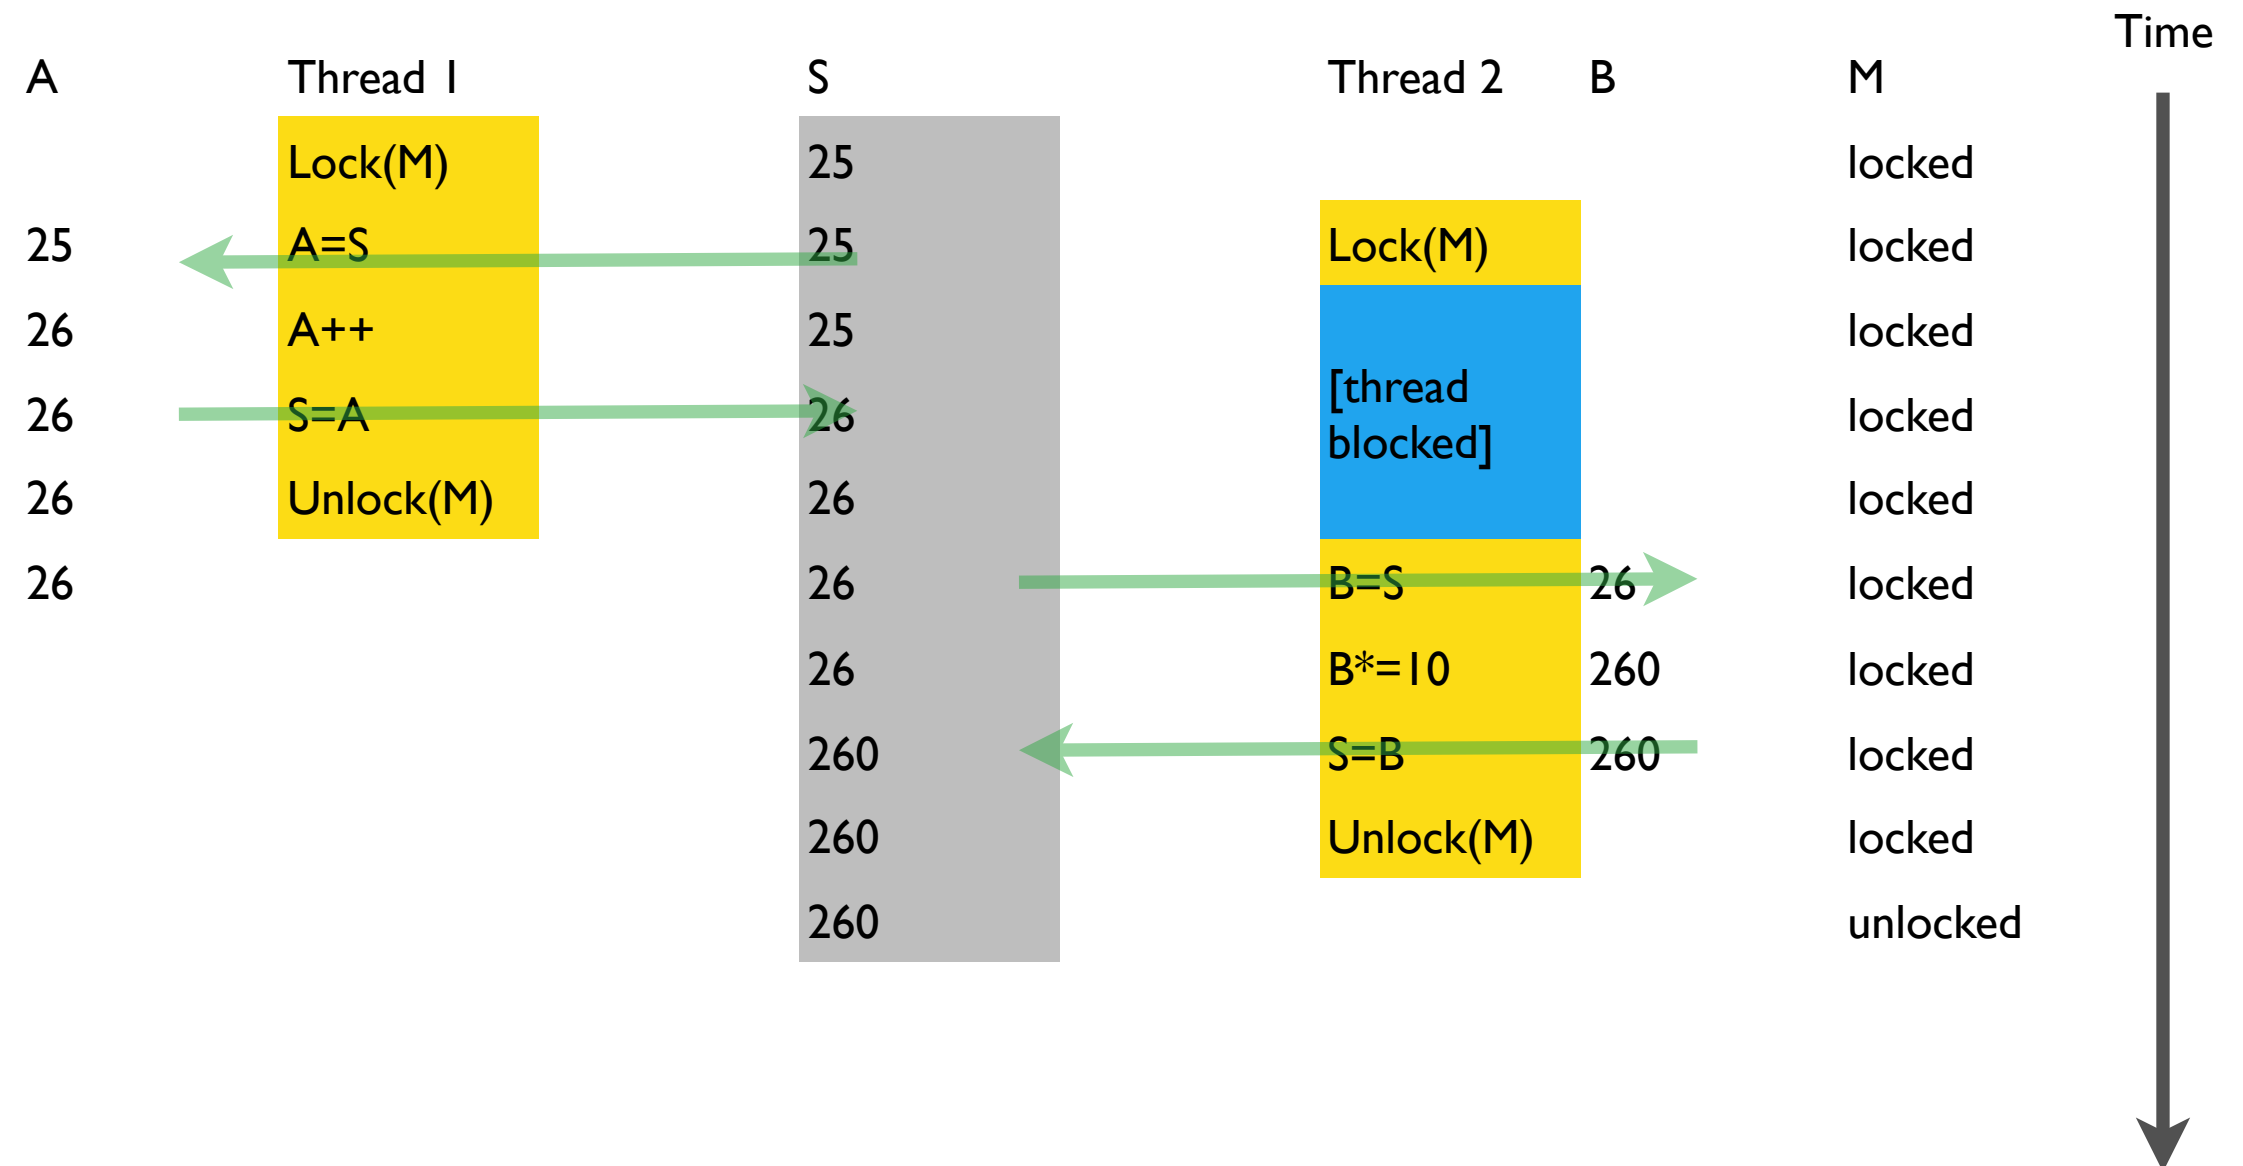 Time
A Thread 1 S Thread 2 B M
Lock(M) 25 locked
25 A=S 25 Lock(M) locked
26 A++ 25 locked
[thread
26 S=A 26 locked
blocked]
26 Unlock(M) 26 locked
26 26 B=S 26 locked
26 B*=10 260 locked
260 S=B 260 locked
260 Unlock(M) locked
260 unlocked